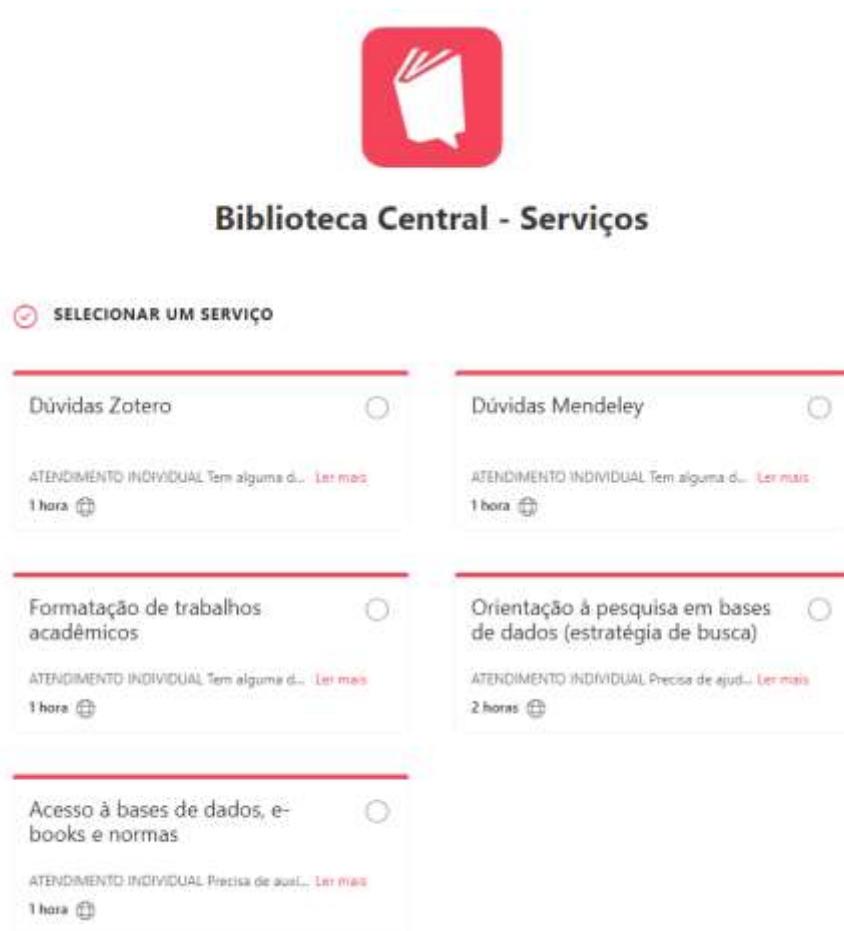 Biblioteca Central - Serviços
SELECIONAR UM SERVIÇO
Dúvidas Zotero
ATENDIMENTO INDIVIDUAL Tem alguma d... Ler mais
1 hora
Dúvidas Mendeley
ATENDIMENTO INDIVIDUAL Tem alguma d... Ler mais
1 hora
Formatação de trabalhos
acadêmicos
ATENDIMENTO INDIVIDUAL Tem alguma d... Ler mais
1 hora
Orientação à pesquisa em bases
de dados (estratégia de busca)
ATENDIMENTO INDIVIDUAL Precisa de ajud... Ler mais
2 horas
Acesso à bases de dados, e-
books e normas
ATENDIMENTO INDIVIDUAL Precisa de auxi... Ler mais
1 hora